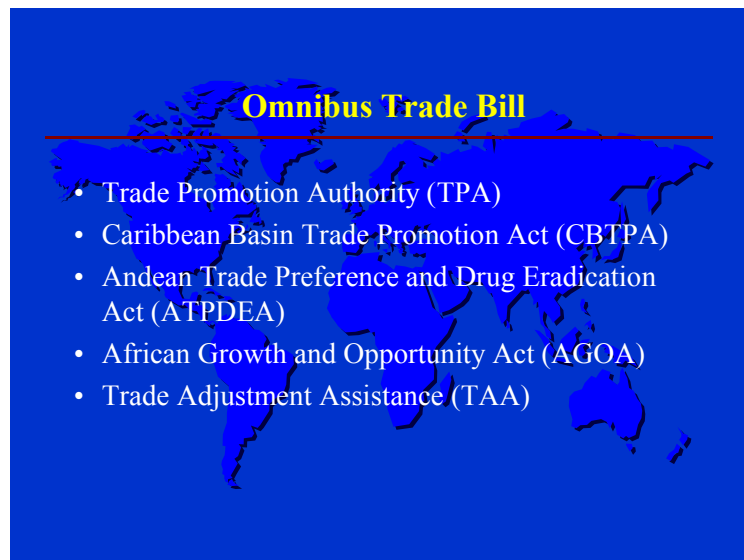 Omnibus Trade Bill
• Trade Promotion Authority (TPA)
• Caribbean Basin Trade Promotion Act (CBTPA)
• Andean Trade Preference and Drug Eradication
Act (ATPDEA)
• African Growth and Opportunity Act (AGOA)
• Trade Adjustment Assistance (TAA)